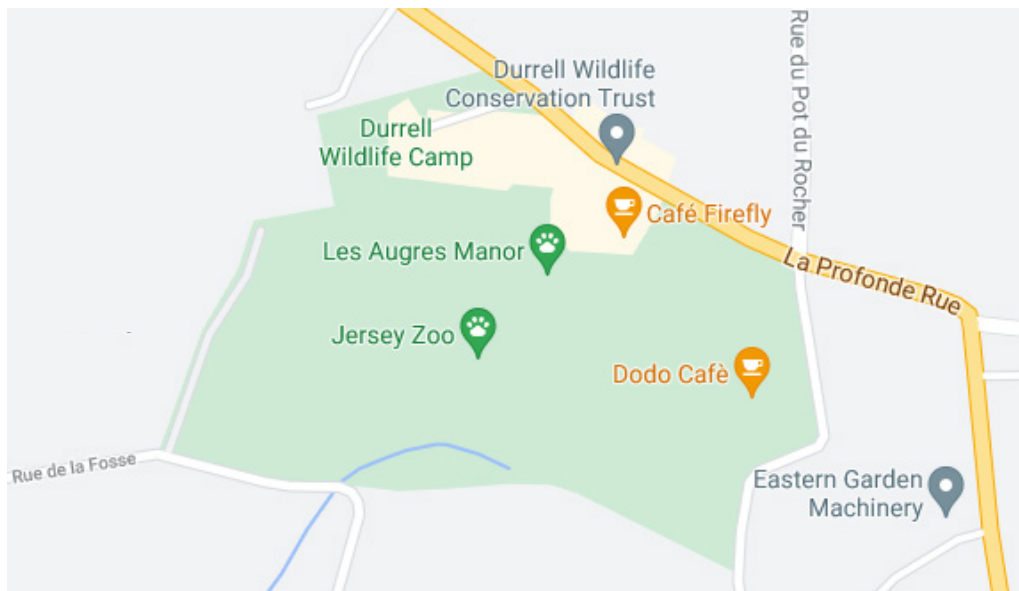 Durrell Wildlife
Conservation Trust
Rue du Pot du Rocher
Durrell
Wildlife Camp
Café Firefly
Les Augres Manor
La Profonde Rue
Jersey Zoo
Dodo Cafè
Rue de la Fosse
Eastern Garden
Machinery